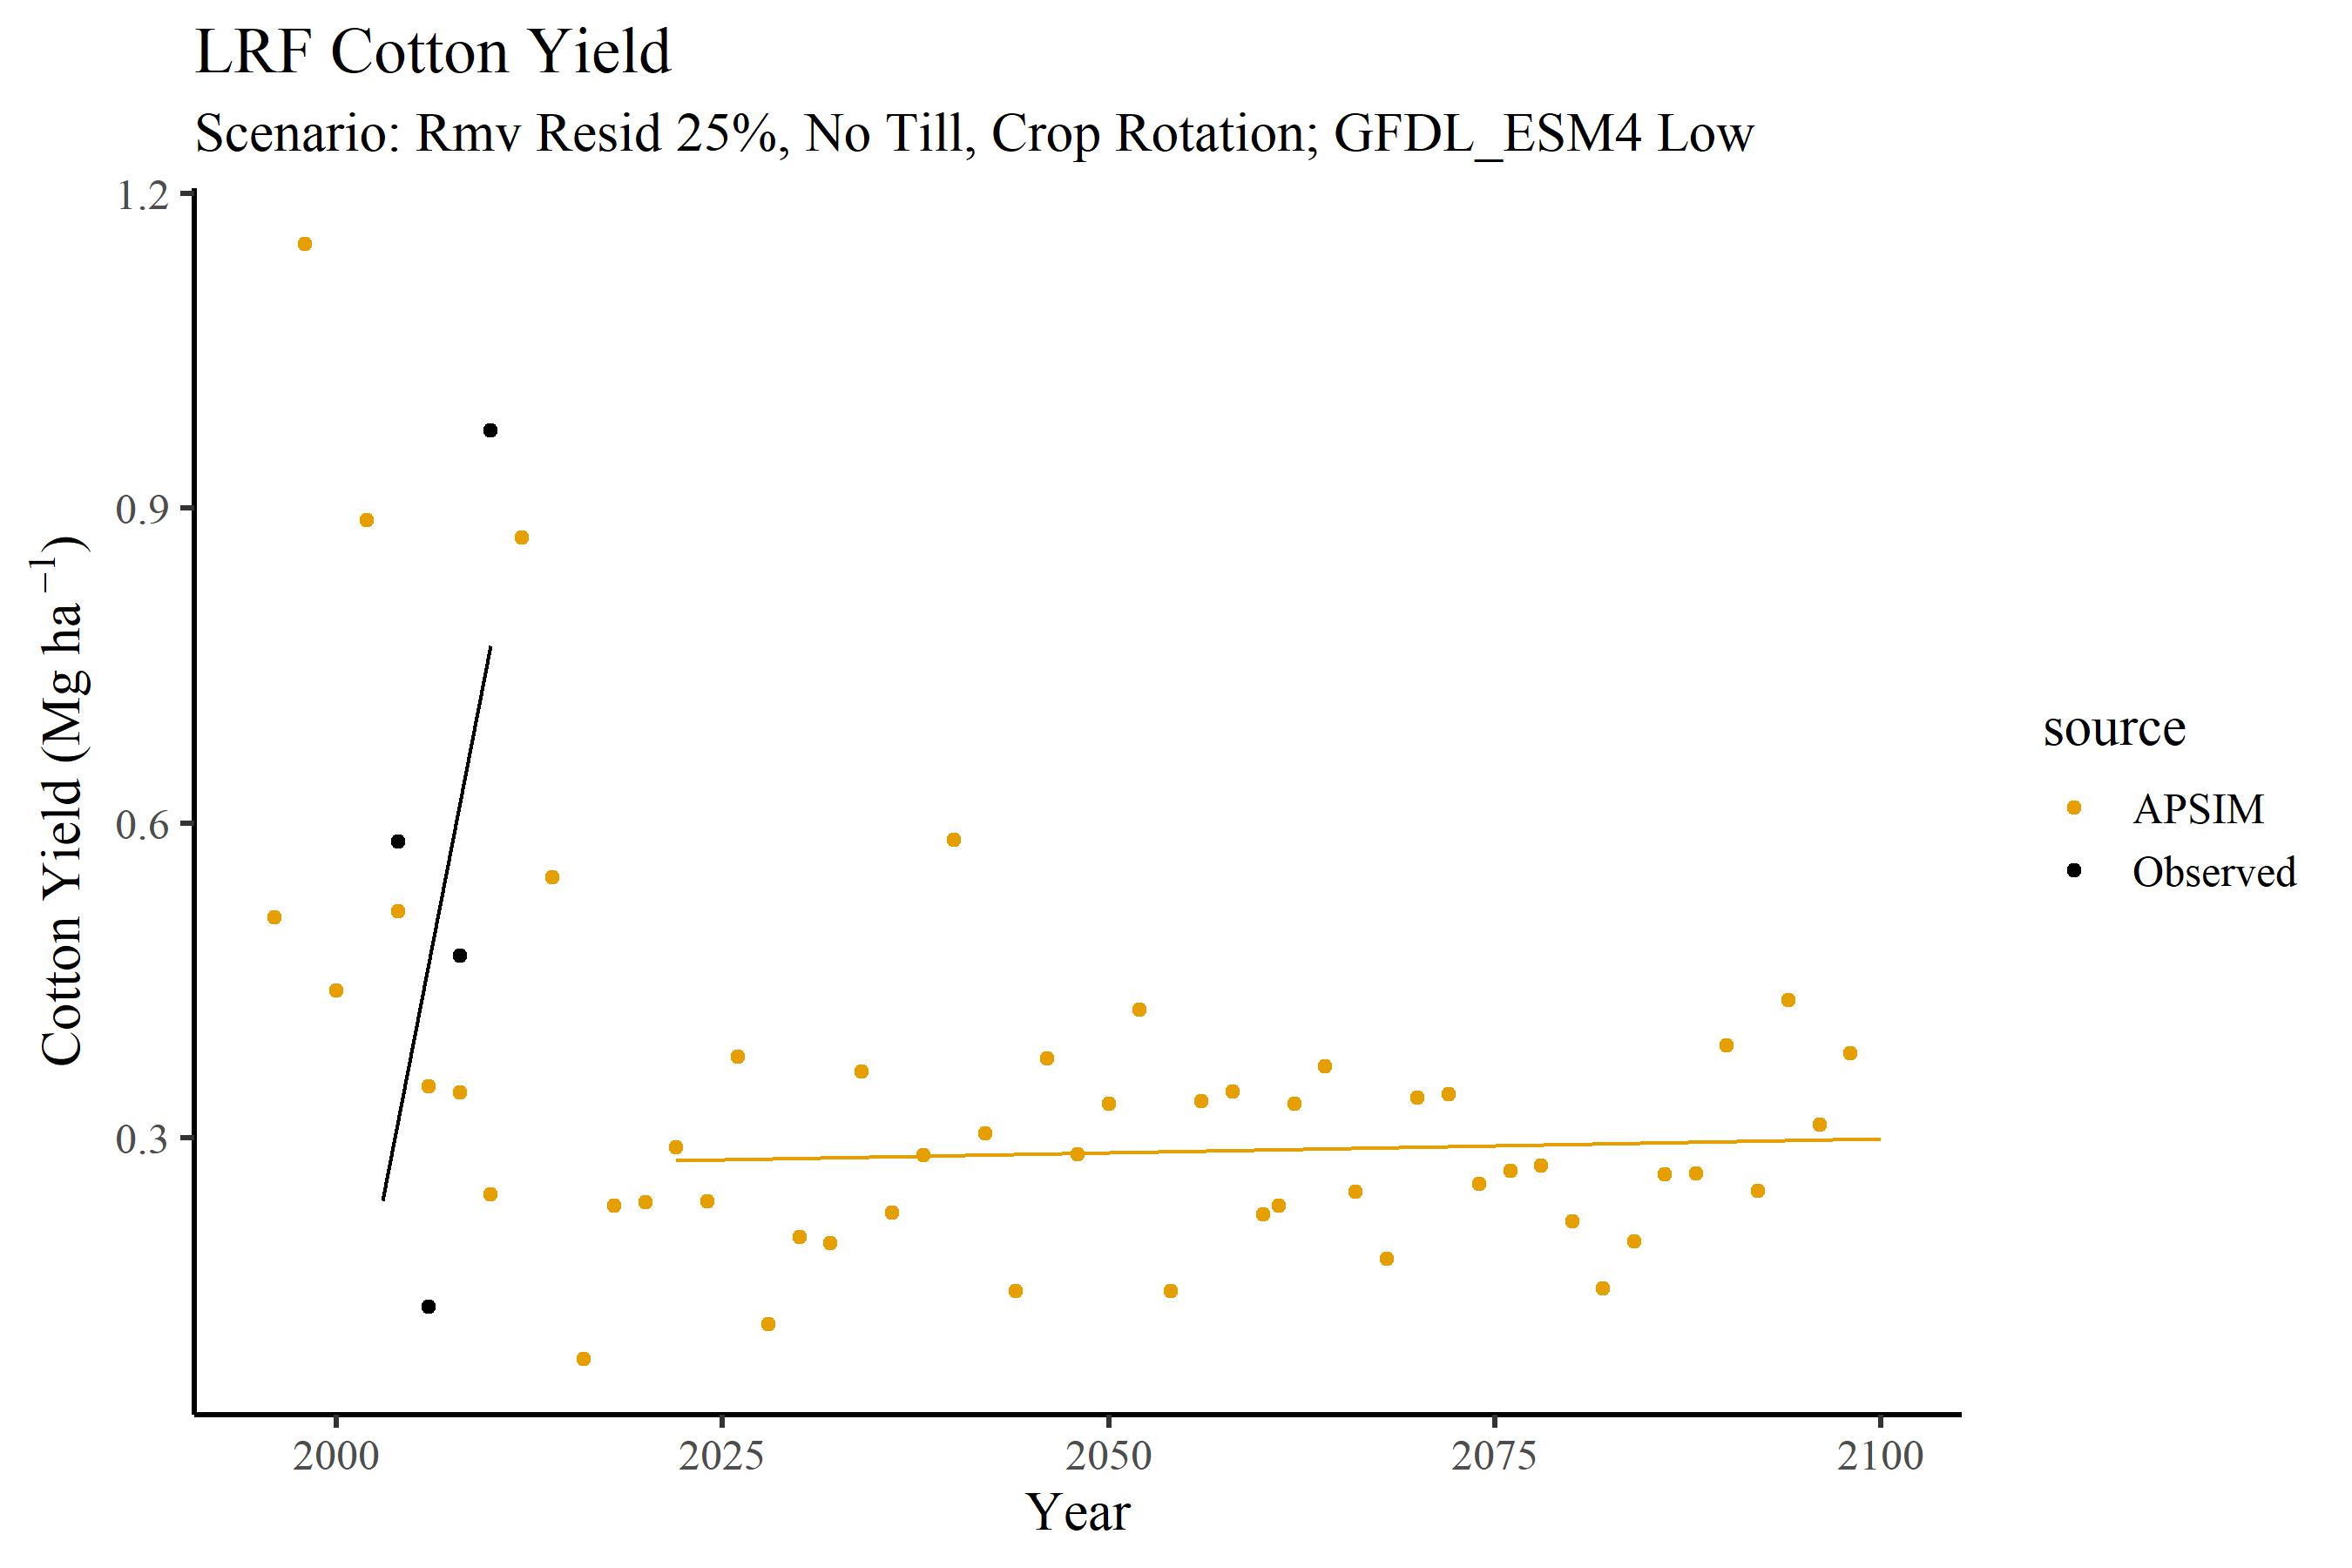 LRF Cotton Yield
Scenario: Rmv Resid 25%, No Till, Crop Rotation; GFDL_ESM4 Low
Cotton Yield (Mg ha⁻¹)
1.2
0.9
0.6
0.3
2000
2025
2050
2075
2100
Year
source
APSIM
Observed